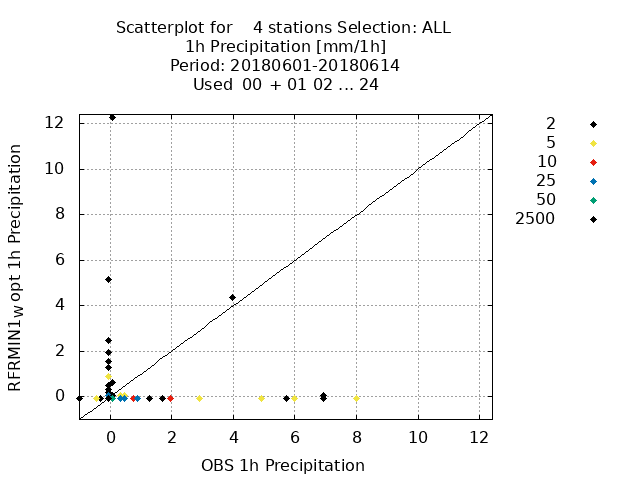 Scatterplot for 4 stations Selection: ALL
1h Precipitation [mm/1h]
Period: 20180601-20180614
Used 00 + 01 02 ... 24
RFRMIN1W opt 1h Precipitation
12
10
8
6
4
2
0
0 2 4 6 8 10 12
OBS 1h Precipitation
2
5
10
25
50
2500